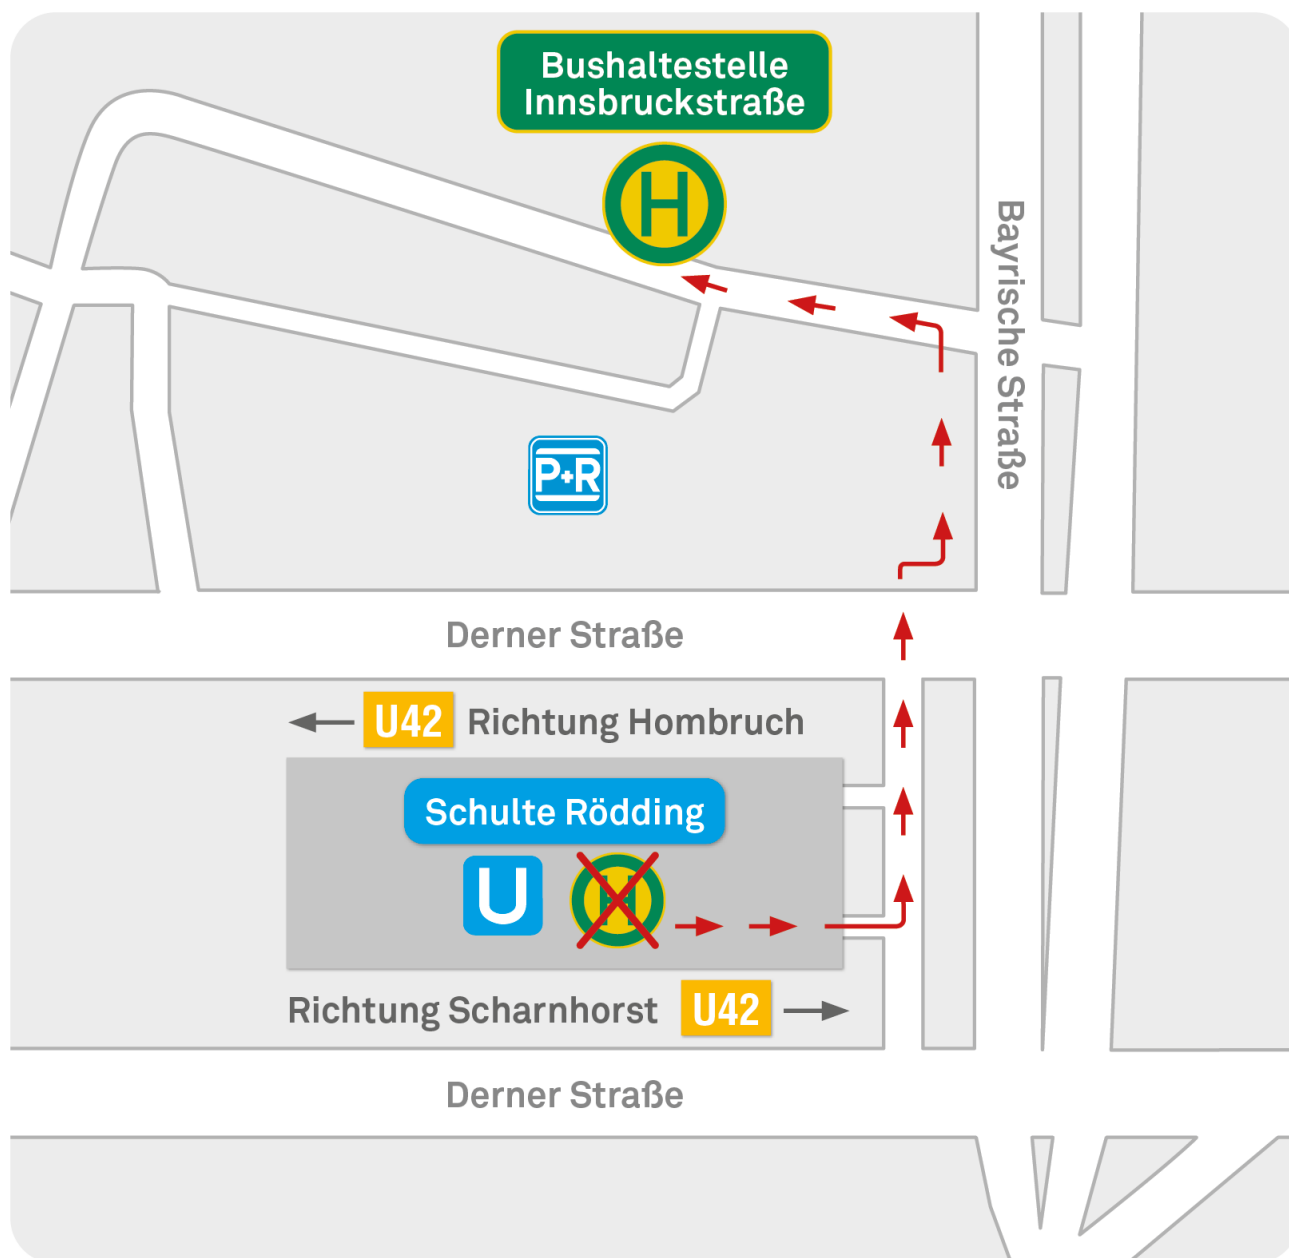 Bushaltestelle
Innsbruckstraße
H
Bayrische Straße
P+R
Derner Straße
U42 Richtung Hombruch
Schulte Rödding
U H
Richtung Scharnhorst U42
Derner Straße